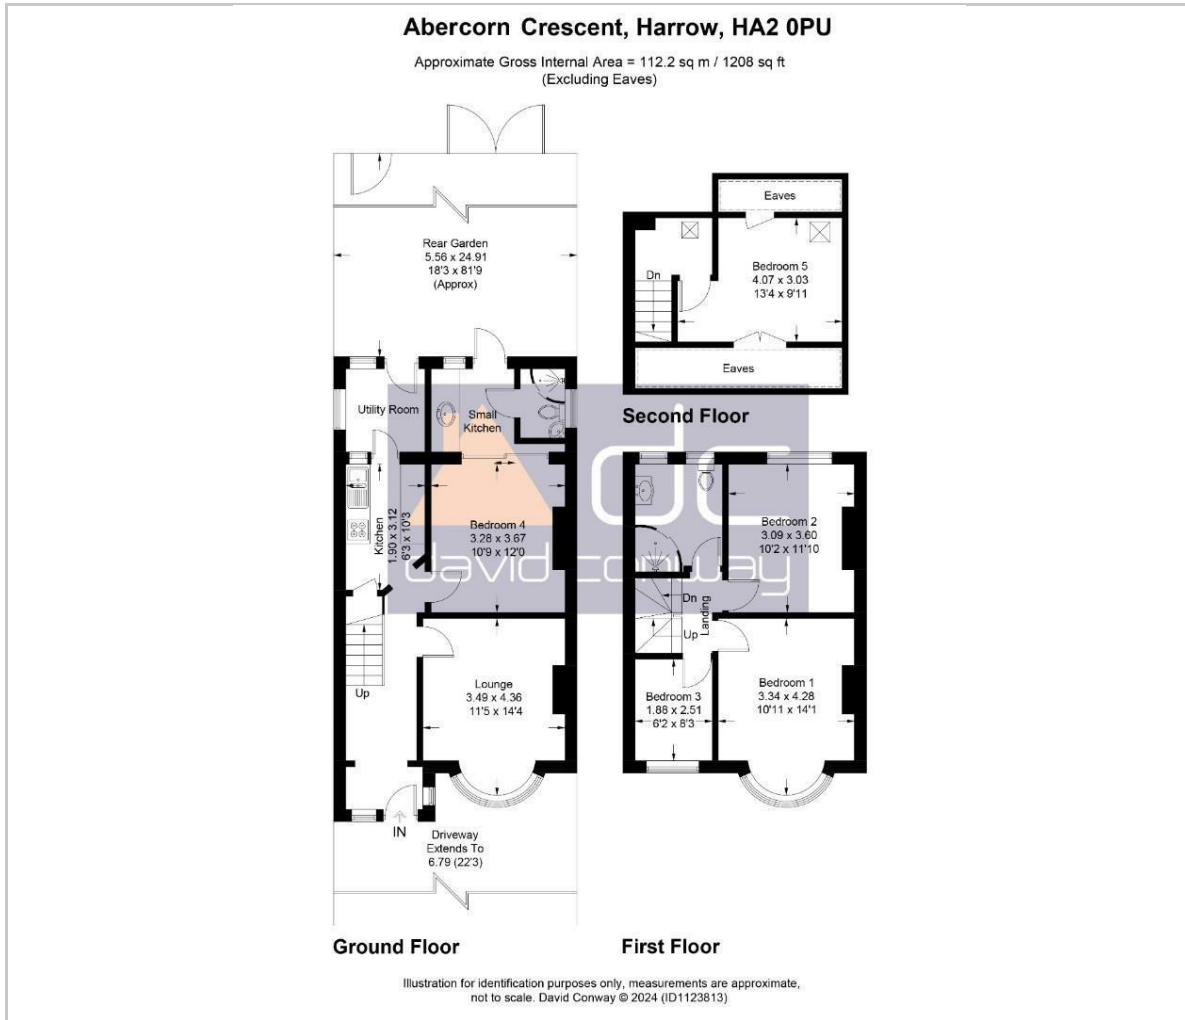 Abercorn Crescent, Harrow, HA2 0PU
Approximate Gross Internal Area = 112.2 sq m / 1208 sq ft
(Excluding Eaves)
Rear Garden
5.56 x 24.91
18'3 x 81'9
(Approx)
Utility Room
Small
Kitchen
Kitchen
1.90 x 3.12
6'3 x 10'3
Bedroom 4
3.28 x 3.67
10'9 x 12'0
Up
Lounge
3.49 x 4.36
11'5 x 14'4
IN
Driveway
Extends To
6.79 (22'3)
Ground Floor
Eaves
Dn
Bedroom 5
4.07 x 3.03
13'4 x 9'11
Eaves
Second Floor
dc
david conway
Bedroom 2
3.09 x 3.60
10'2 x 11'10
Dn
Up
Landing
Bedroom 3
1.88 x 2.51
6'2 x 8'3
Bedroom 1
3.34 x 4.28
10'11 x 14'1
First Floor
Illustration for identification purposes only, measurements are approximate,
not to scale. David Conway © 2024 (ID1123813)